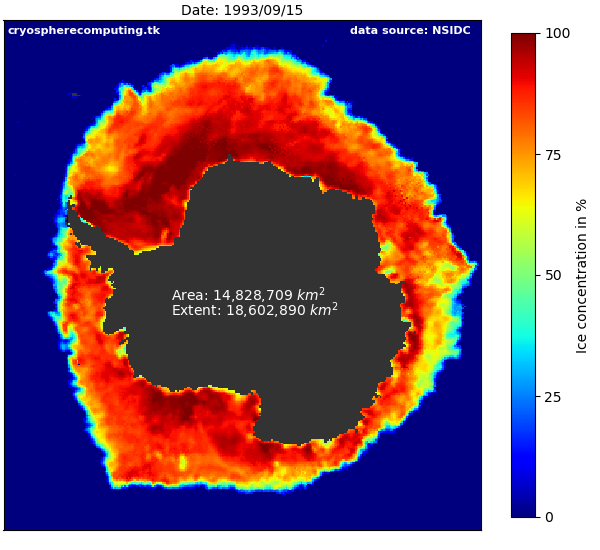 Date: 1993/09/15
cryospherecomputing.tk
data source: NSIDC
Area: 14,828,709 km²
Extent: 18,602,890 km²
100
75
50
25
0
Ice concentration in %